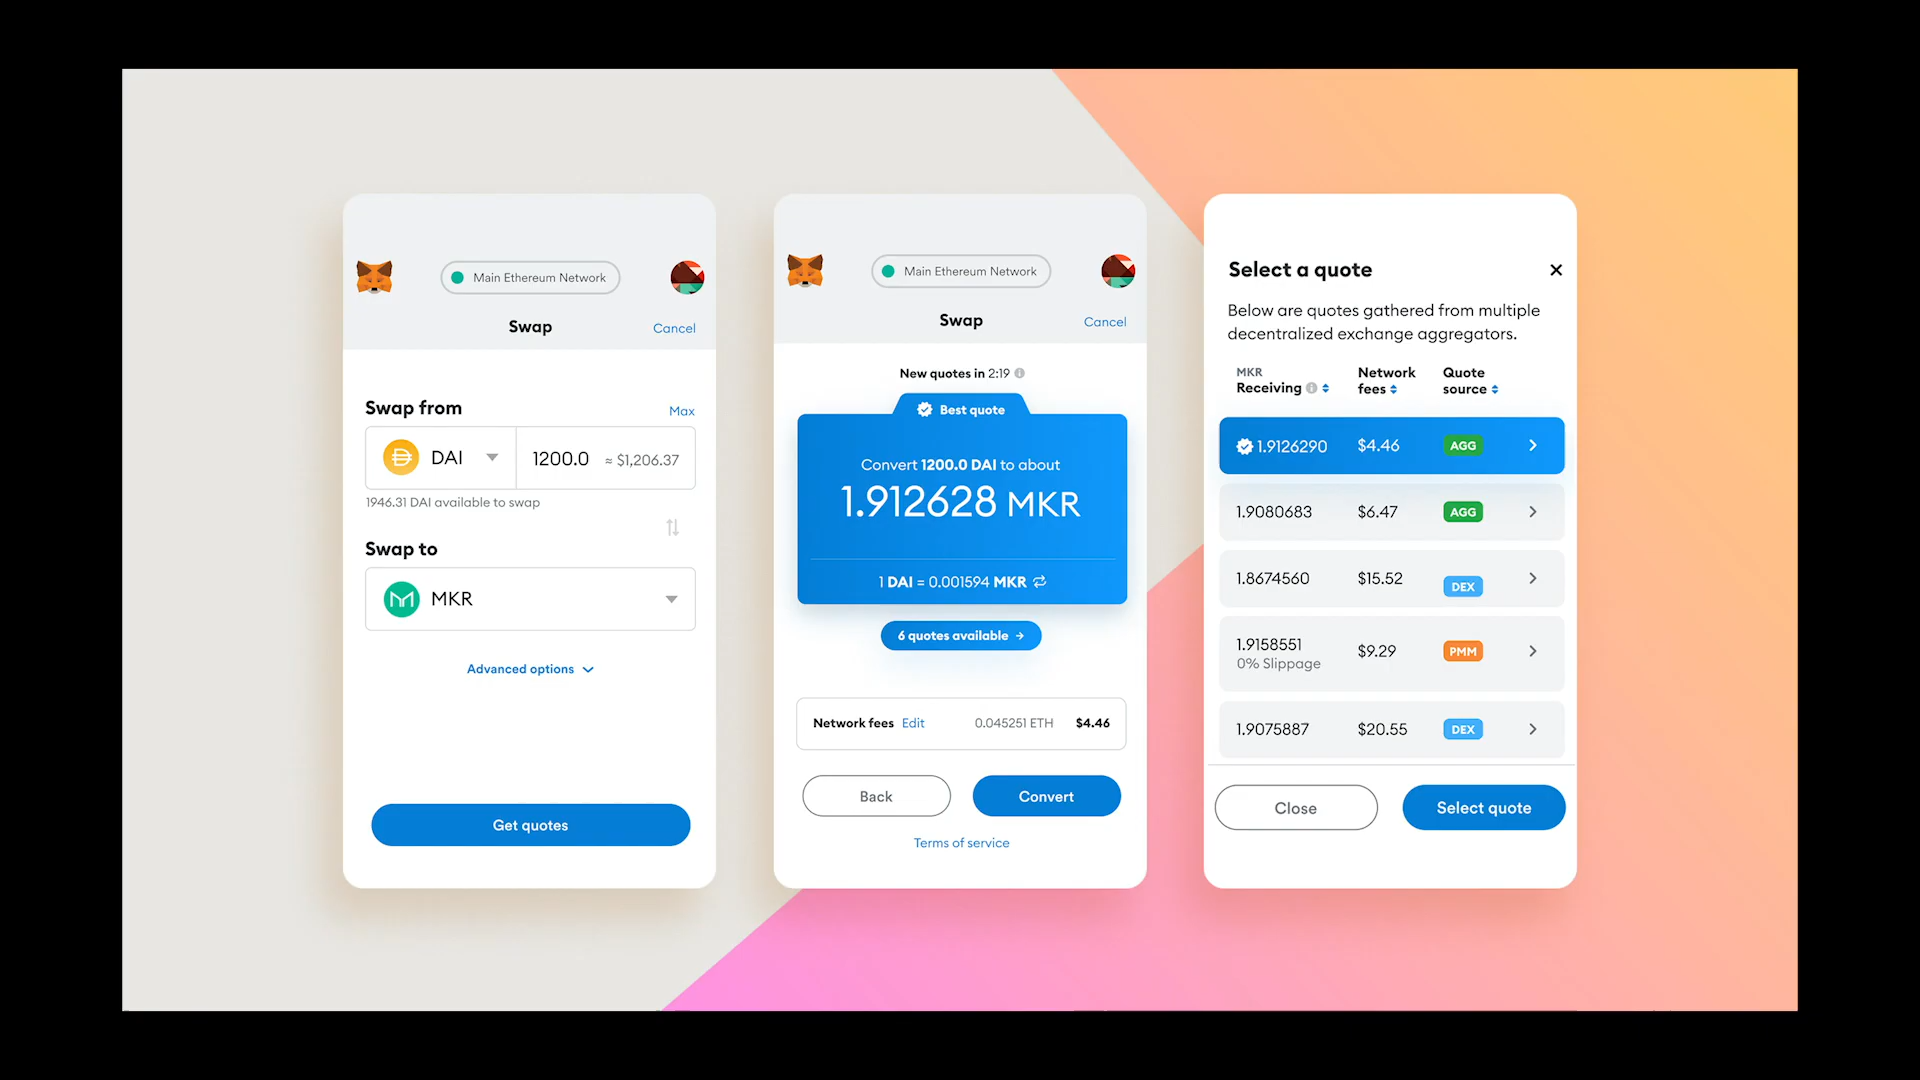 Main Ethereum Network
Swap
Cancel
Swap from
Max
DAI
1200.0 ≈ $1,206.37
1946.31 DAI available to swap
Swap to
MKR
Advanced options
Get quotes
Main Ethereum Network
Swap
Cancel
New quotes in 2:19
Best quote
Convert 1200.0 DAI to about
1.912628 MKR
1 DAI = 0.001594 MKR
6 quotes available →
Network fees Edit 0.045251 ETH $4.46
Back
Convert
Terms of service
Select a quote
Below are quotes gathered from multiple
decentralized exchange aggregators.
MKR
Receiving
Network
fees
Quote
source
1.9126290 $4.46 AGG
1.9080683 $6.47 AGG
1.8674560 $15.52 DEX
1.9158551 $9.29 PMM
0% Slippage
1.9075887 $20.55 DEX
Close
Select quote